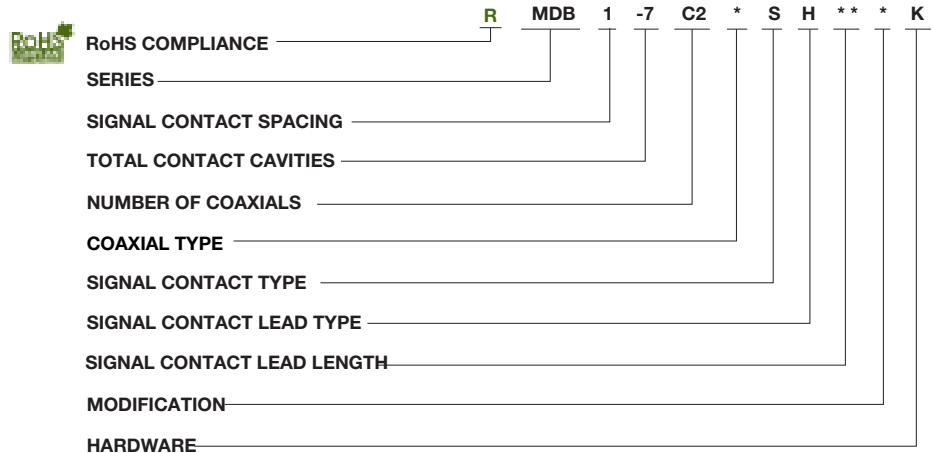 R MDB 1 -7 C2 * S H * * * K
RoHS
RoHS COMPLIANCE
SERIES
SIGNAL CONTACT SPACING
TOTAL CONTACT CAVITIES
NUMBER OF COAXIALS
COAXIAL TYPE
SIGNAL CONTACT TYPE
SIGNAL CONTACT LEAD TYPE
SIGNAL CONTACT LEAD LENGTH
MODIFICATION
HARDWARE